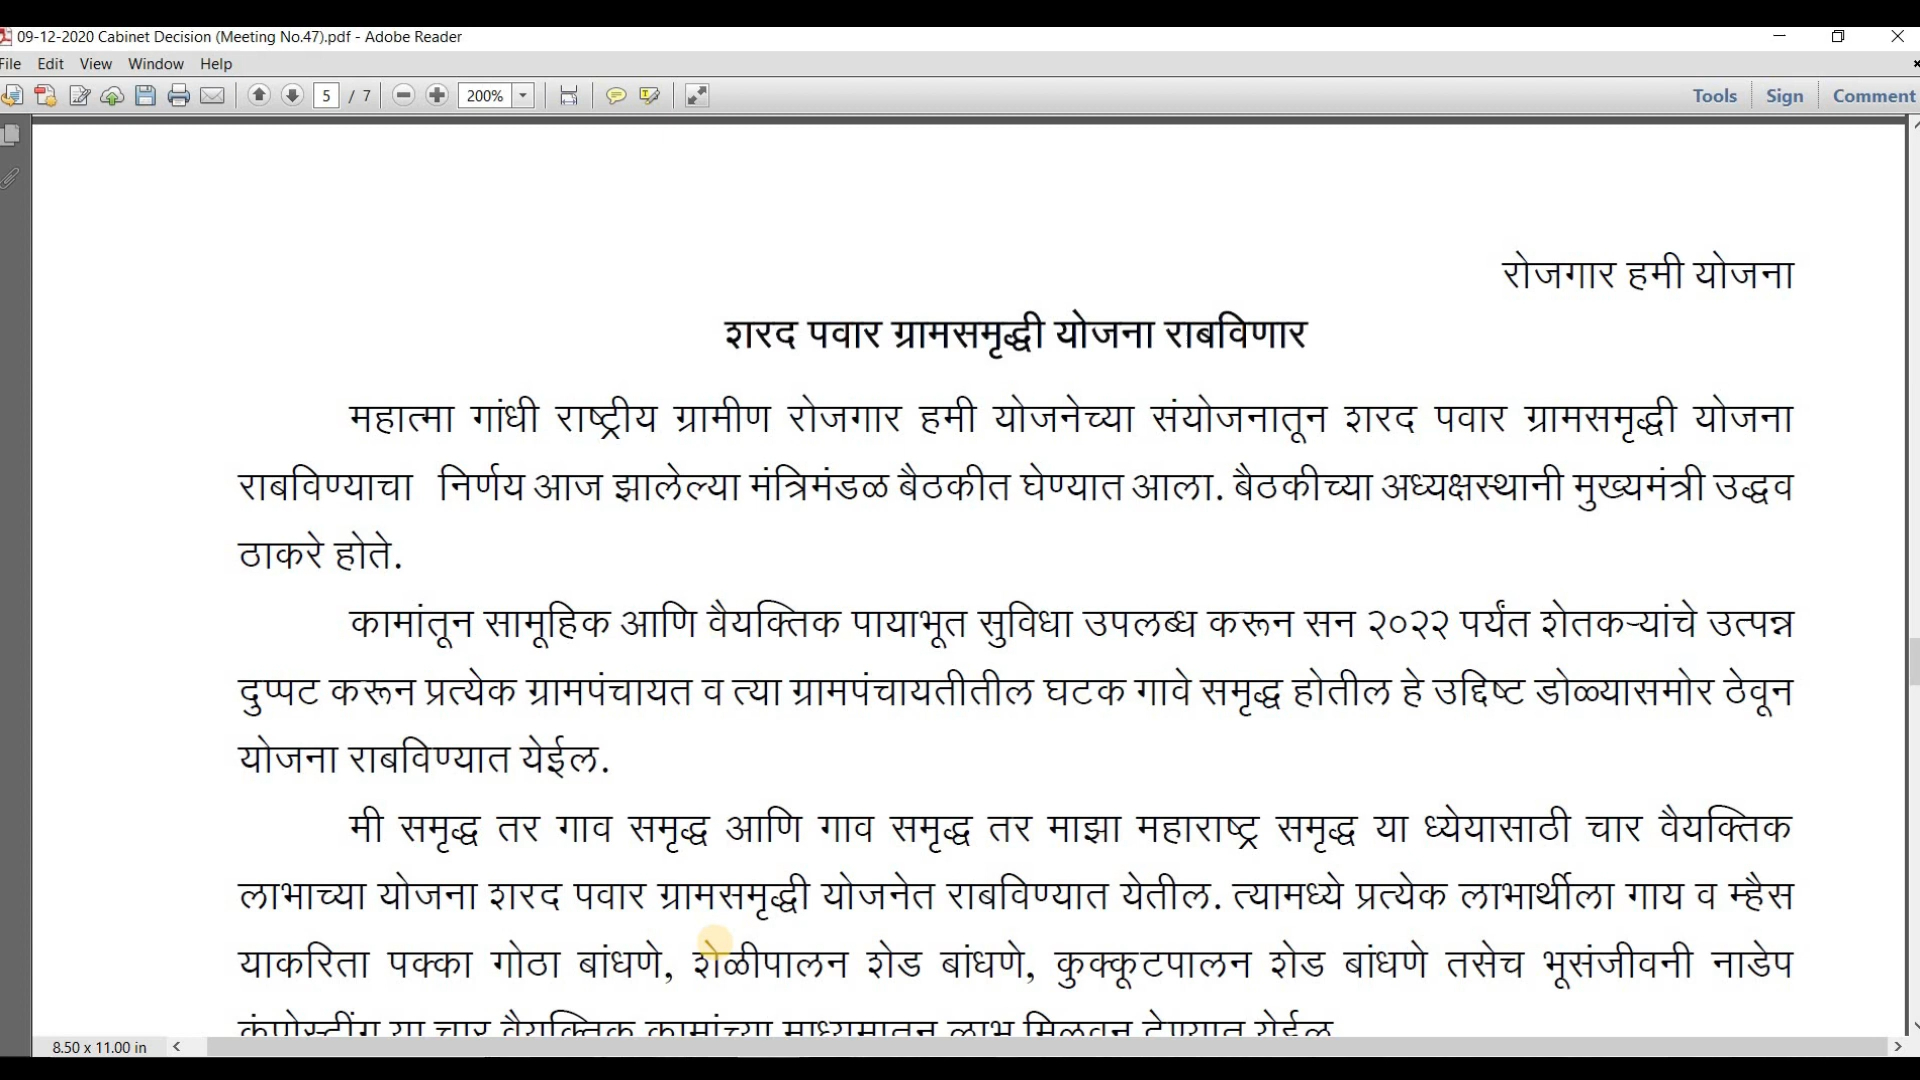 09-12-2020 Cabinet Decision (Meeting No.47).pdf - Adobe Reader
File Edit View Window Help
5 / 7 200% Tools Sign Comment
रोजगार हमी योजना
शरद पवार ग्रामसमृद्धी योजना राबविणार
महात्मा गांधी राष्ट्रीय ग्रामीण रोजगार हमी योजनेच्या संयोजनातून शरद पवार ग्रामसमृद्धी योजना
राबविण्याचा निर्णय आज झालेल्या मंत्रिमंडळ बैठकीत घेण्यात आला. बैठकीच्या अध्यक्षस्थानी मुख्यमंत्री उद्धव
ठाकरे होते.
कामांतून सामूहिक आणि वैयक्तिक पायाभूत सुविधा उपलब्ध करून सन २०२२ पर्यंत शेतकऱ्यांचे उत्पन्न
दुप्पट करून प्रत्येक ग्रामपंचायत व त्या ग्रामपंचायतीतील घटक गावे समृद्ध होतील हे उद्दिष्ट डोळ्यासमोर ठेवून
योजना राबविण्यात येईल.
मी समृद्ध तर गाव समृद्ध आणि गाव समृद्ध तर माझा महाराष्ट्र समृद्ध या ध्येयासाठी चार वैयक्तिक
लाभाच्या योजना शरद पवार ग्रामसमृद्धी योजनेत राबविण्यात येतील. त्यामध्ये प्रत्येक लाभार्थीला गाय व म्हैस
याकरिता पक्का गोठा बांधणे, शेळीपालन शेड बांधणे, कुक्कूटपालन शेड बांधणे तसेच भूसंजीवनी नाडेप
कंपोस्टींग या चार वैयक्तिक कामांच्या माध्यमातून लाभ मिळवून देण्यात येईल
8.50 x 11.00 in